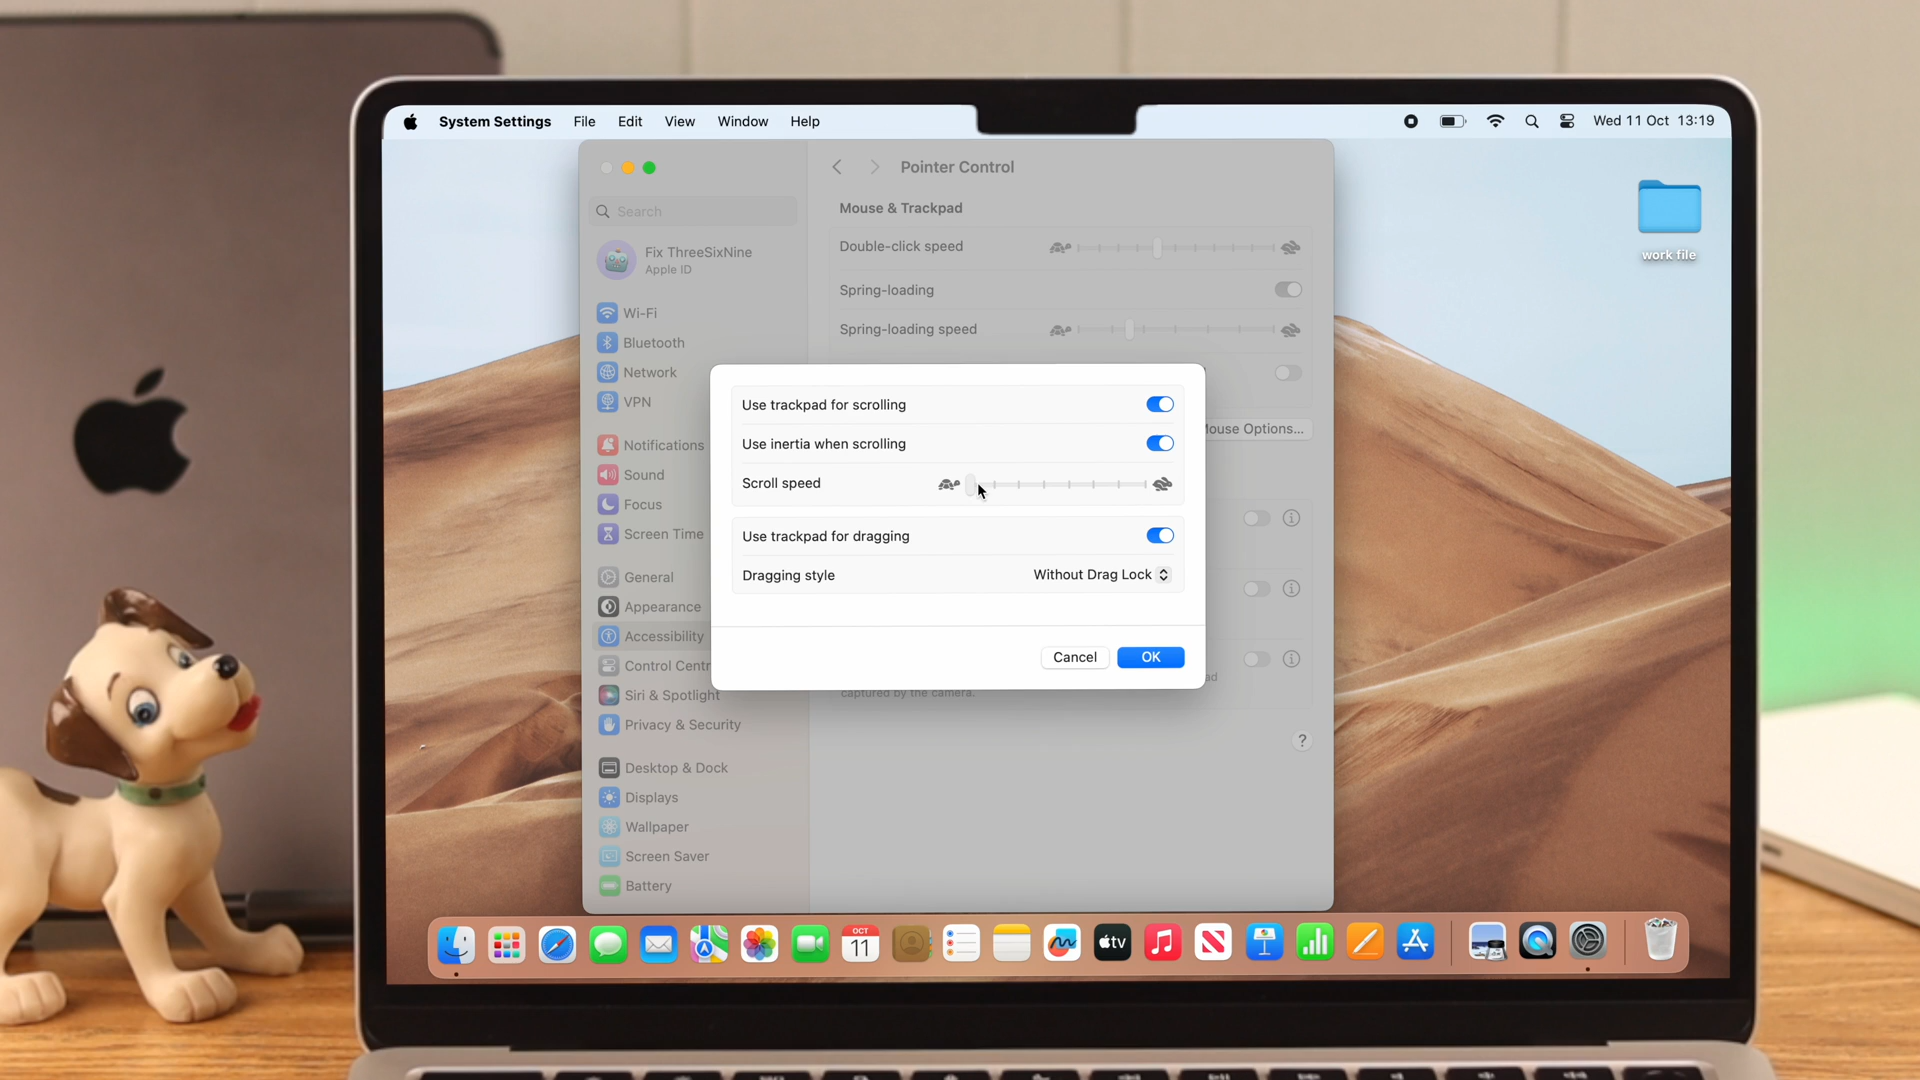 System Settings File Edit View Window Help
Wed 11 Oct 13:19
Pointer Control
Search
Mouse & Trackpad
Double-click speed
Fix ThreeSixNine
Apple ID
Spring-loading
Spring-loading speed
Wi-Fi
Bluetooth
Network
VPN
Notifications
Sound
Focus
Screen Time
General
Appearance
Accessibility
Control Centr
Siri & Spotlight
Privacy & Security
Desktop & Dock
Displays
Wallpaper
Screen Saver
Battery
Mouse Options...
Use trackpad for scrolling
Use inertia when scrolling
Scroll speed
Use trackpad for dragging
Dragging style Without Drag Lock
Cancel OK
captured by the camera.
?
work file
OCT
11
tv